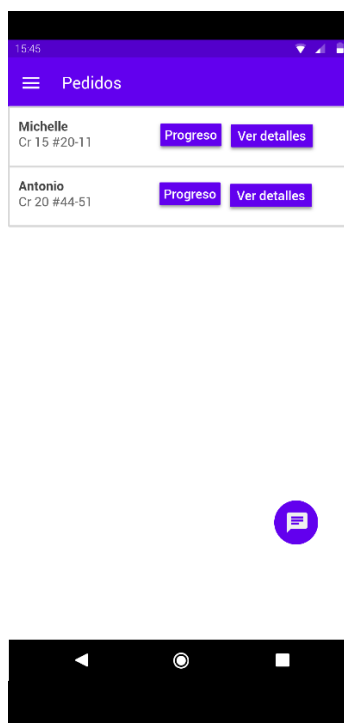 15:45
Pedidos
Michelle
Cr 15 #20-11
Progreso
Ver detalles
Antonio
Cr 20 #44-51
Progreso
Ver detalles